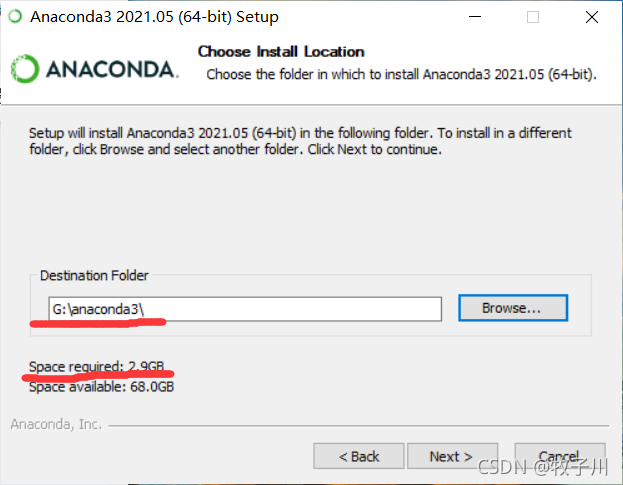 Anaconda3 2021.05 (64-bit) Setup
Choose Install Location
ANACONDA.
Choose the folder in which to install Anaconda3 2021.05 (64-bit).
Setup will install Anaconda3 2021.05 (64-bit) in the following folder. To install in a different
folder, click Browse and select another folder. Click Next to continue.
Destination Folder
G:\anaconda3\
Browse...
Space required: 2.9GB
Space available: 68.0GB
Anaconda, Inc.
< Back
Next >
Cancel
CSDN @牧子川